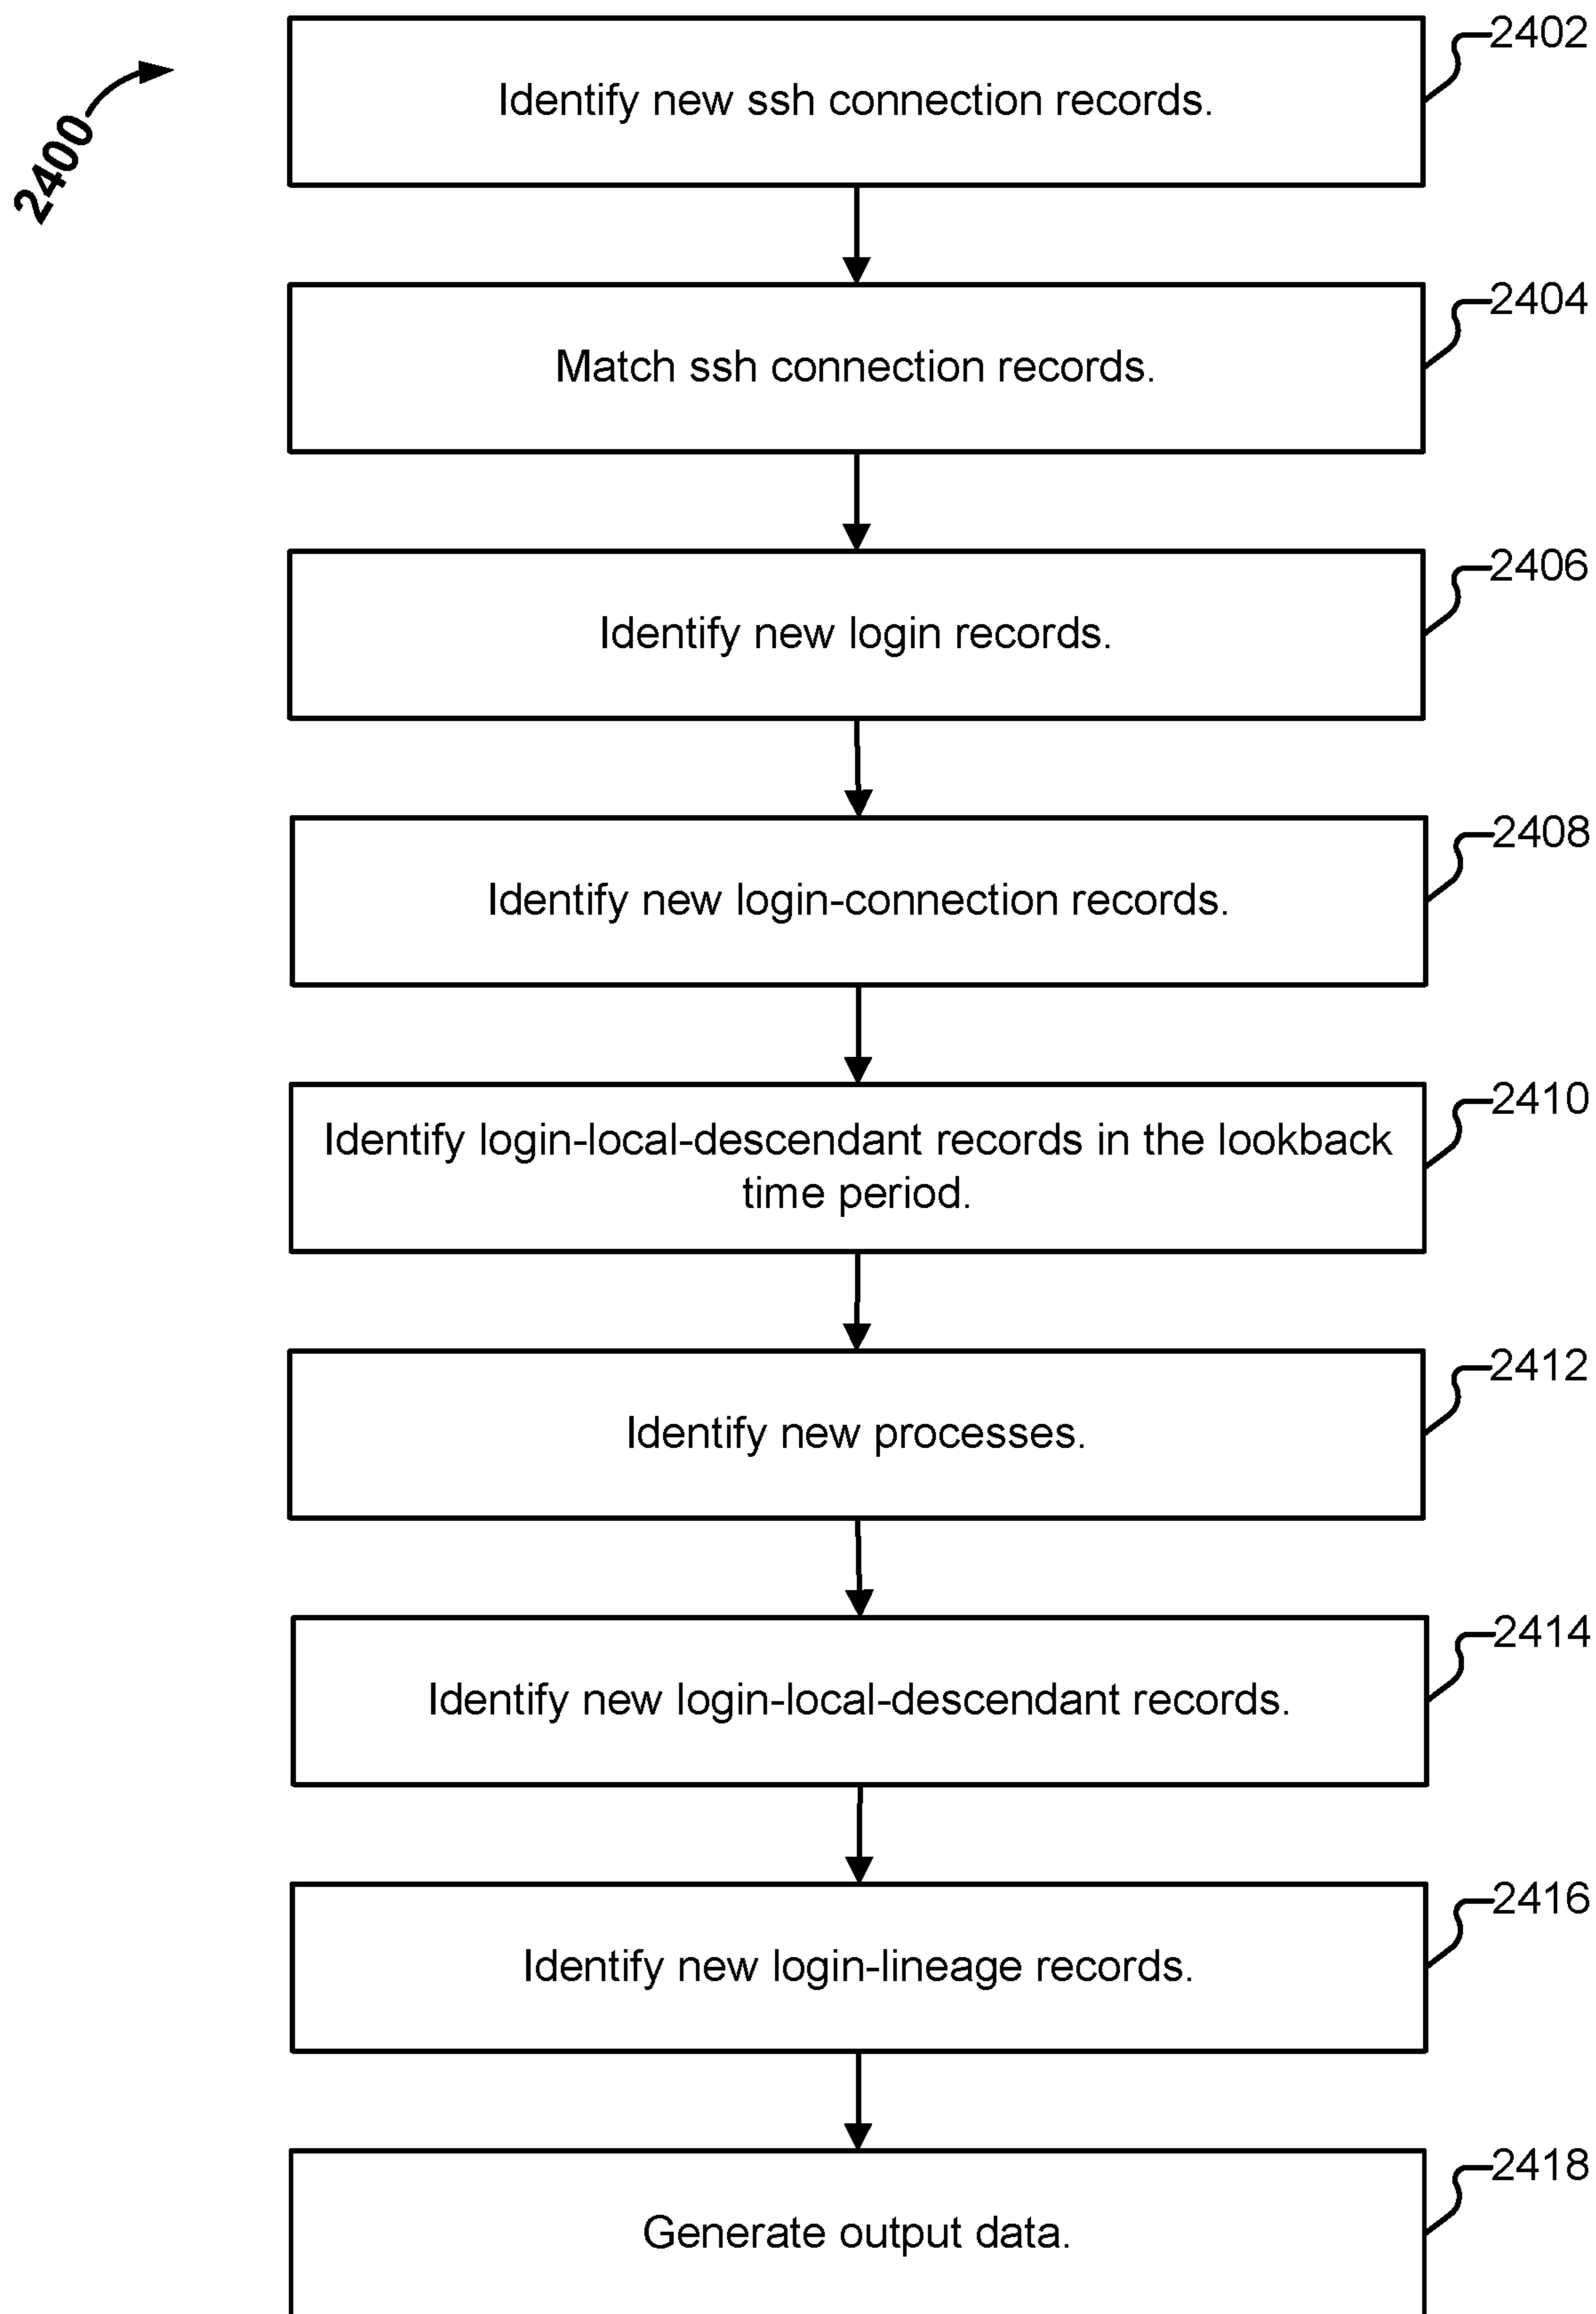 2400
Identify new ssh connection records.
2402
Match ssh connection records.
2404
Identify new login records.
2406
Identify new login-connection records.
2408
Identify login-local-descendant records in the lookback
time period.
2410
Identify new processes.
2412
Identify new login-local-descendant records.
2414
Identify new login-lineage records.
2416
Generate output data.
2418